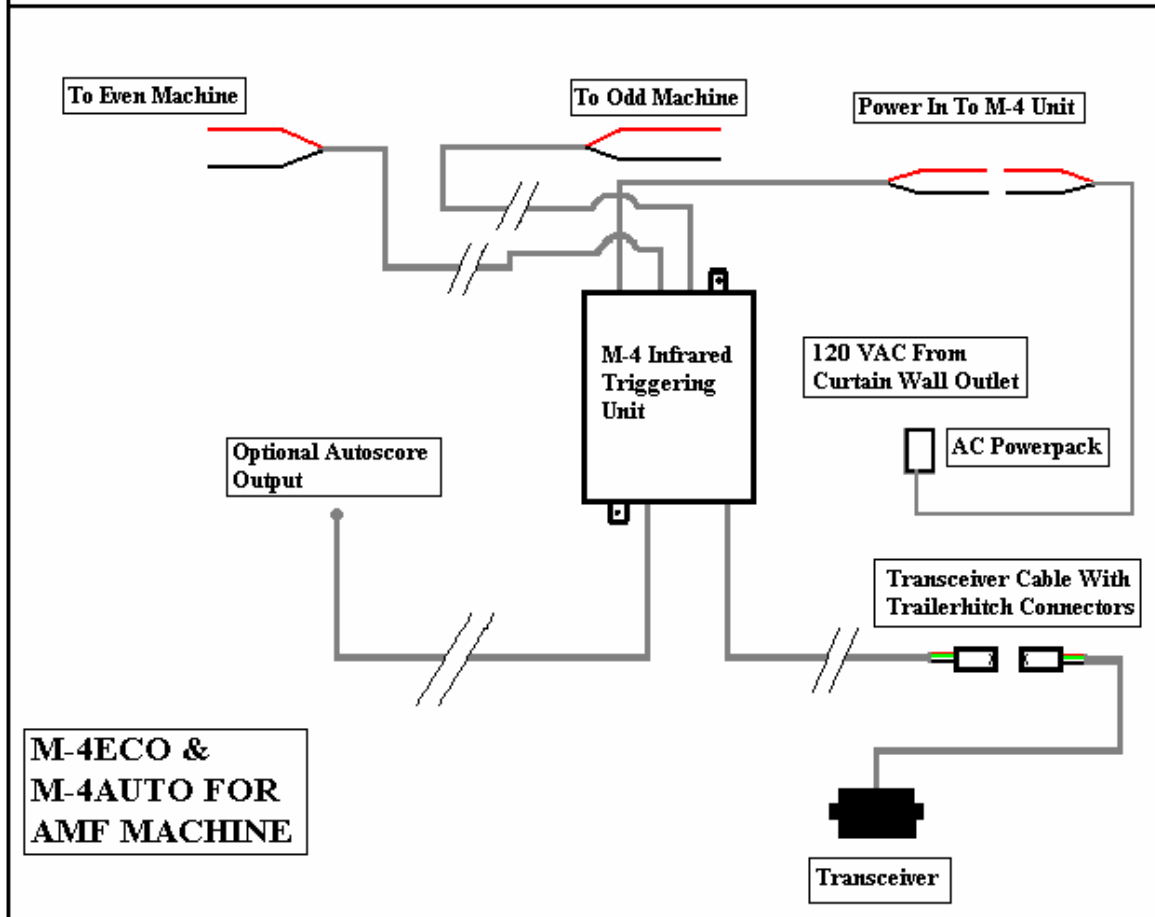 To Even Machine
To Odd Machine
Power In To M-4 Unit
M-4 Infrared
Triggering
Unit
120 VAC From
Curtain Wall Outlet
AC Powerpack
Optional Autoscore
Output
Transceiver Cable With
Trailerhitch Connectors
M-4ECO &
M-4AUTO FOR
AMF MACHINE
Transceiver